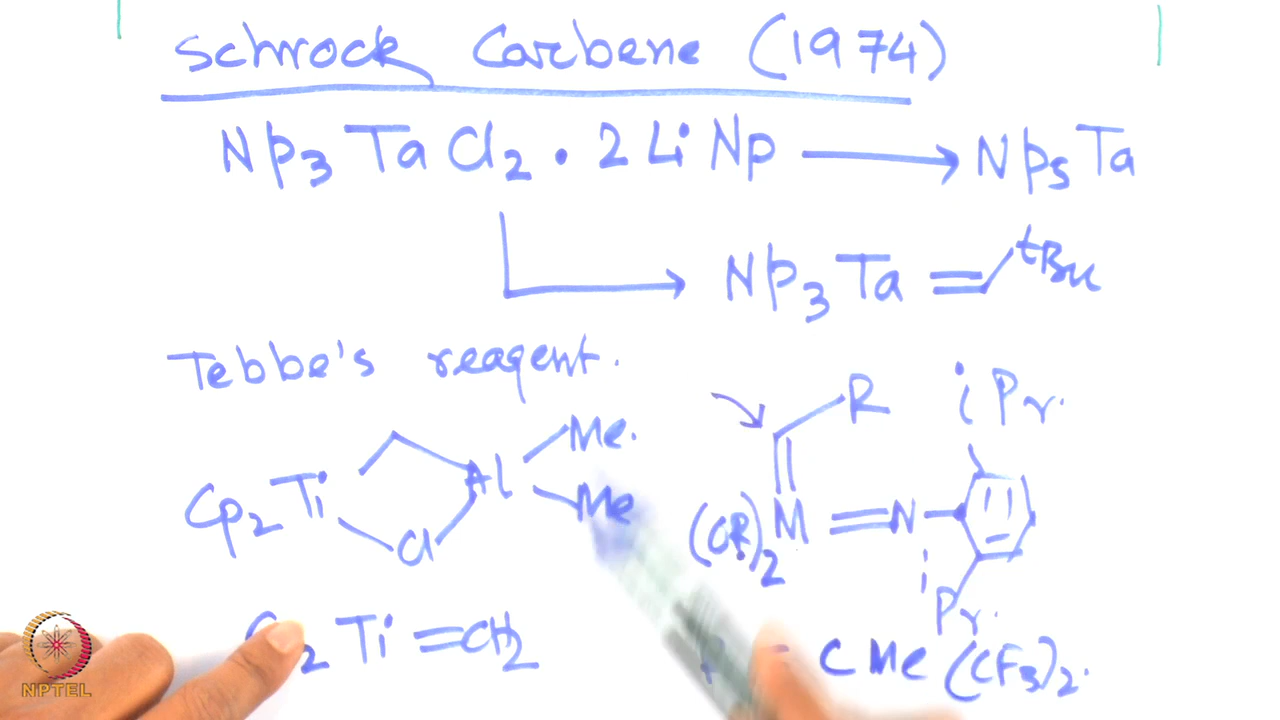 Schrock Carbene (1974)
Np3 Ta Cl2 . 2 Li Np → Np5 Ta
Np3 Ta = tBu
Tebbe's reagent.
Cp2 Ti Cl Al Me. Me
(OR)2 M = N R iPr. iPr.
2 Ti = CH2
= CMe (CF3)2.
NPTEL